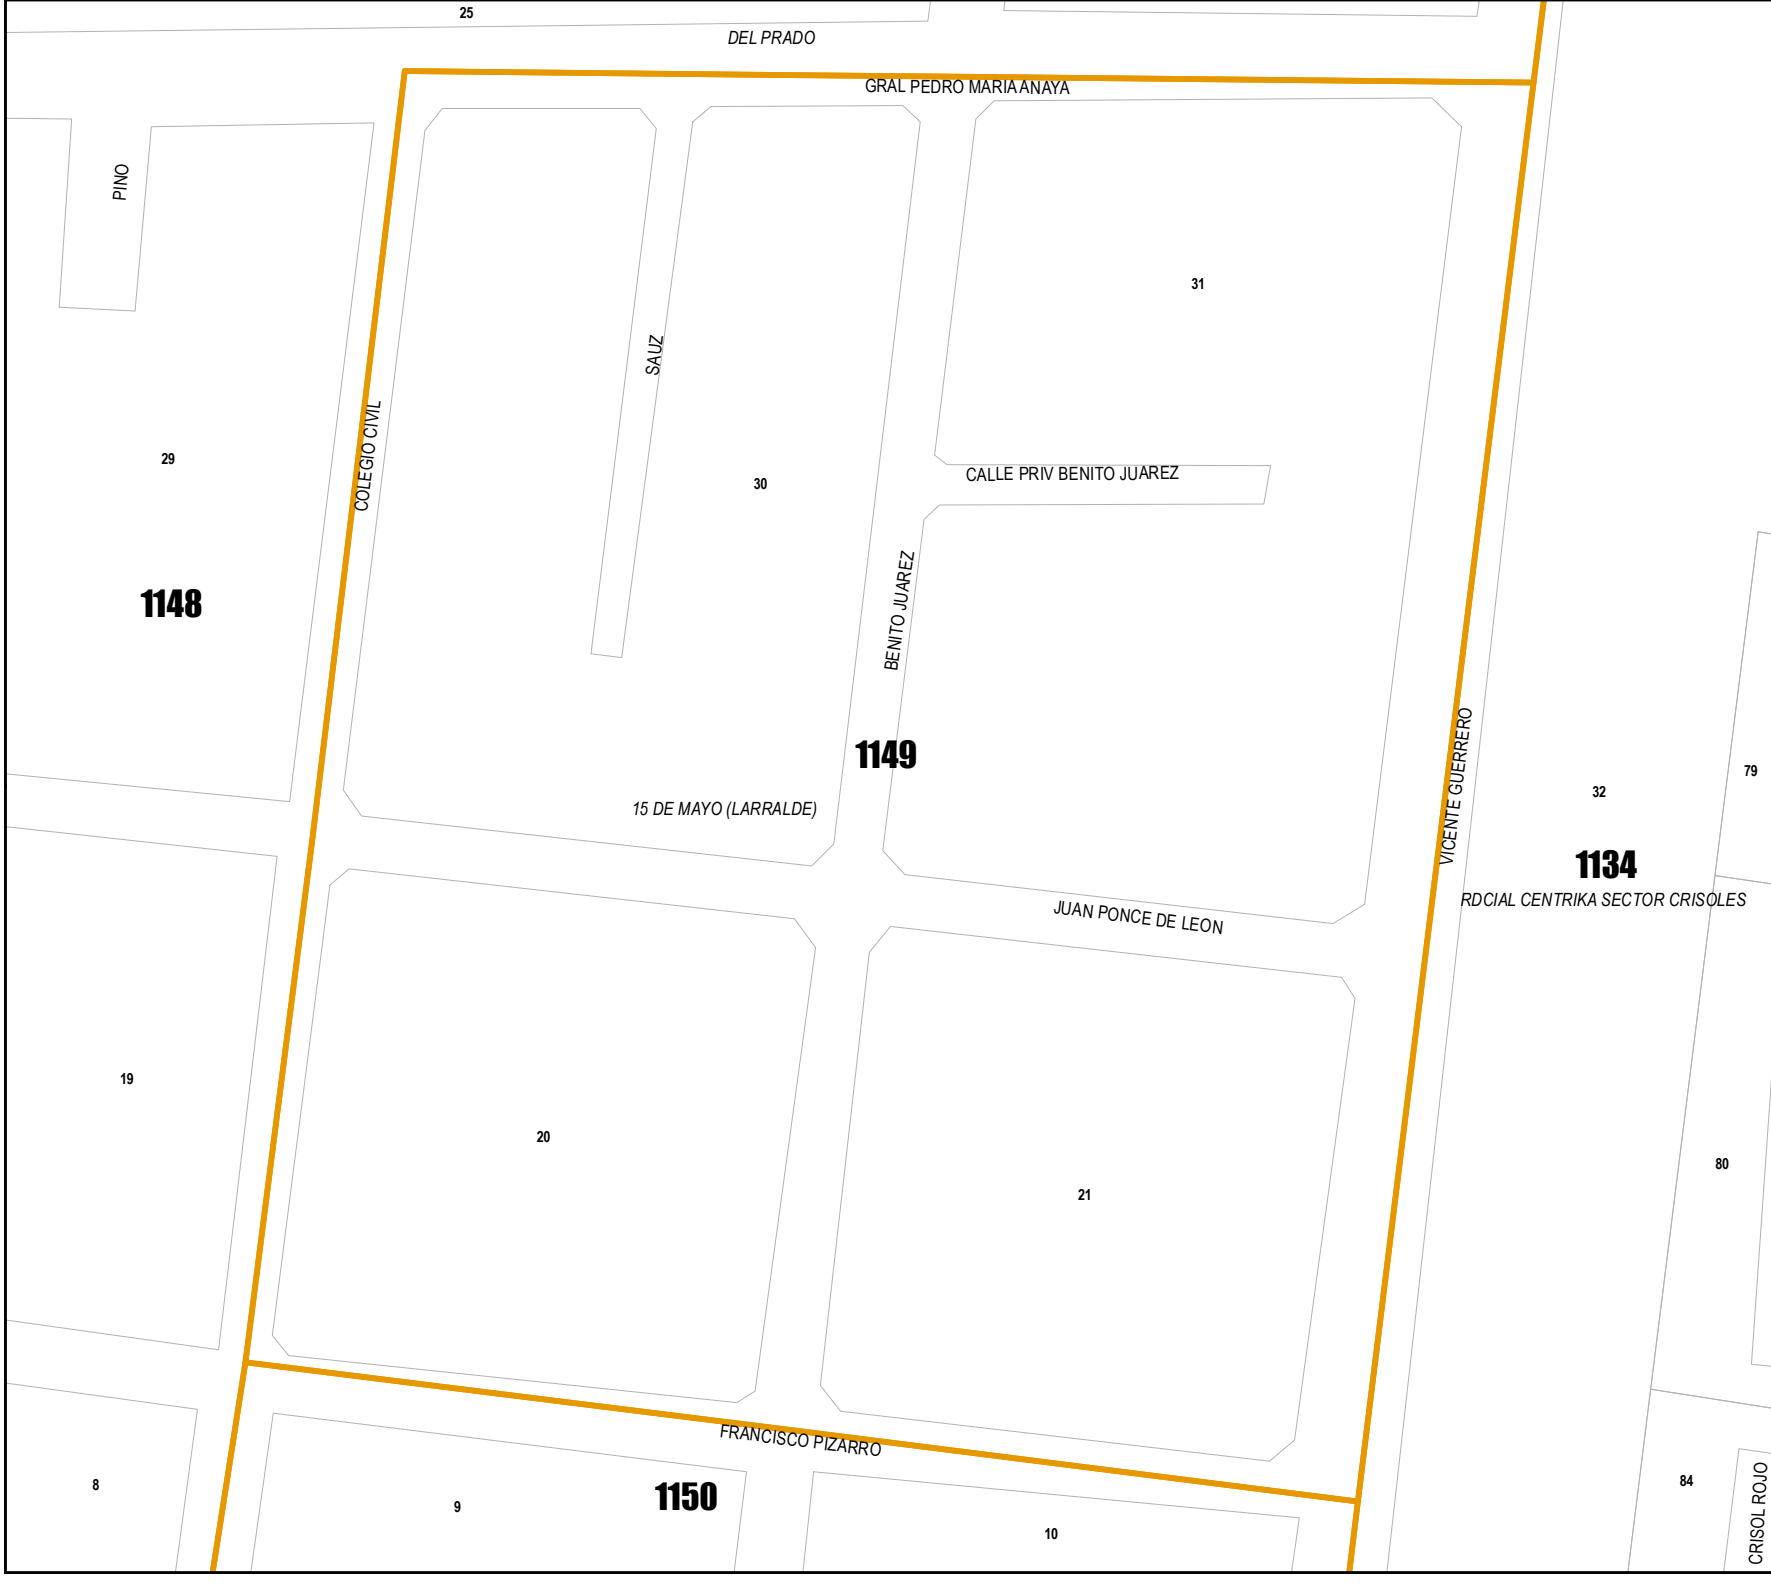 25
DEL PRADO
GRAL PEDRO MARIA ANAYA
PINO
31
SAUZ
COLEGIO CIVIL
29
CALLE PRIV BENITO JUAREZ
30
BENITO JUAREZ
1148
1149
VICENTE GUERRERO
79
32
15 DE MAYO (LARRALDE)
1134
RDCIAL CENTRIKA SECTOR CRISOLES
JUAN PONCE DE LEON
19
20
80
21
FRANCISCO PIZARRO
84
8
1150
9
CRISOL ROJO
10